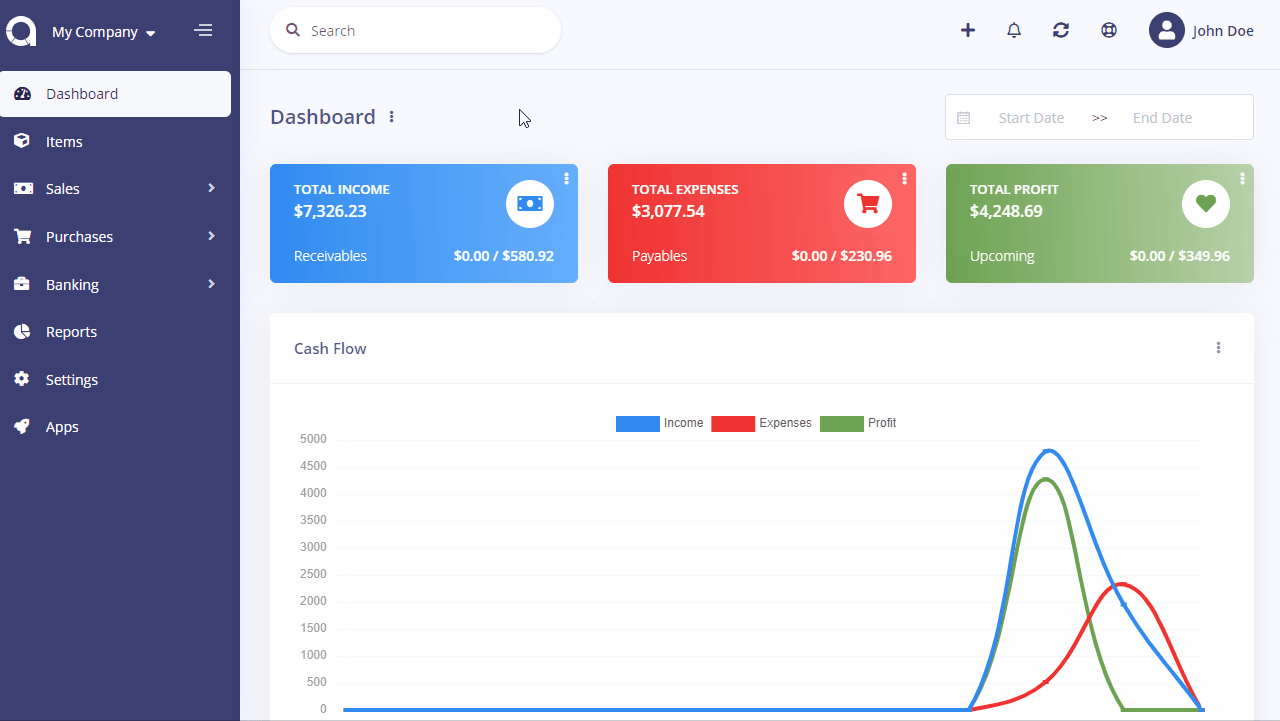 My Company
Search
John Doe
Dashboard
Items
Sales
Purchases
Banking
Reports
Settings
Apps
Dashboard
Start Date >> End Date
TOTAL INCOME
$7,326.23
Receivables $0.00 / $580.92
TOTAL EXPENSES
$3,077.54
Payables $0.00 / $230.96
TOTAL PROFIT
$4,248.69
Upcoming $0.00 / $349.96
Cash Flow
Income Expenses Profit
5000
4500
4000
3500
3000
2500
2000
1500
1000
500
0